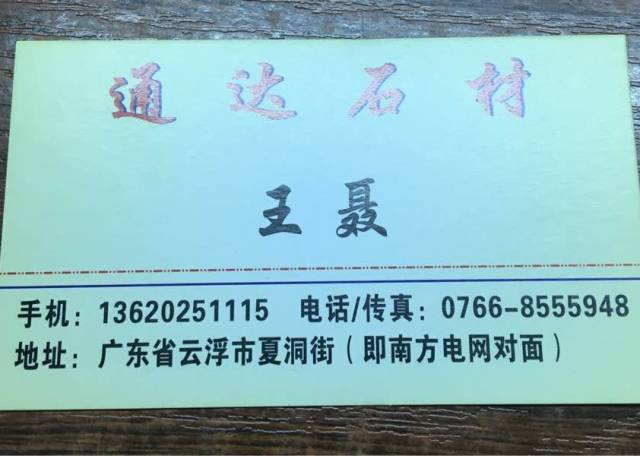 通达石材
王聂
手机：13620251115 电话/传真：0766-8555948
地址：广东省云浮市夏洞街（即南方电网对面）